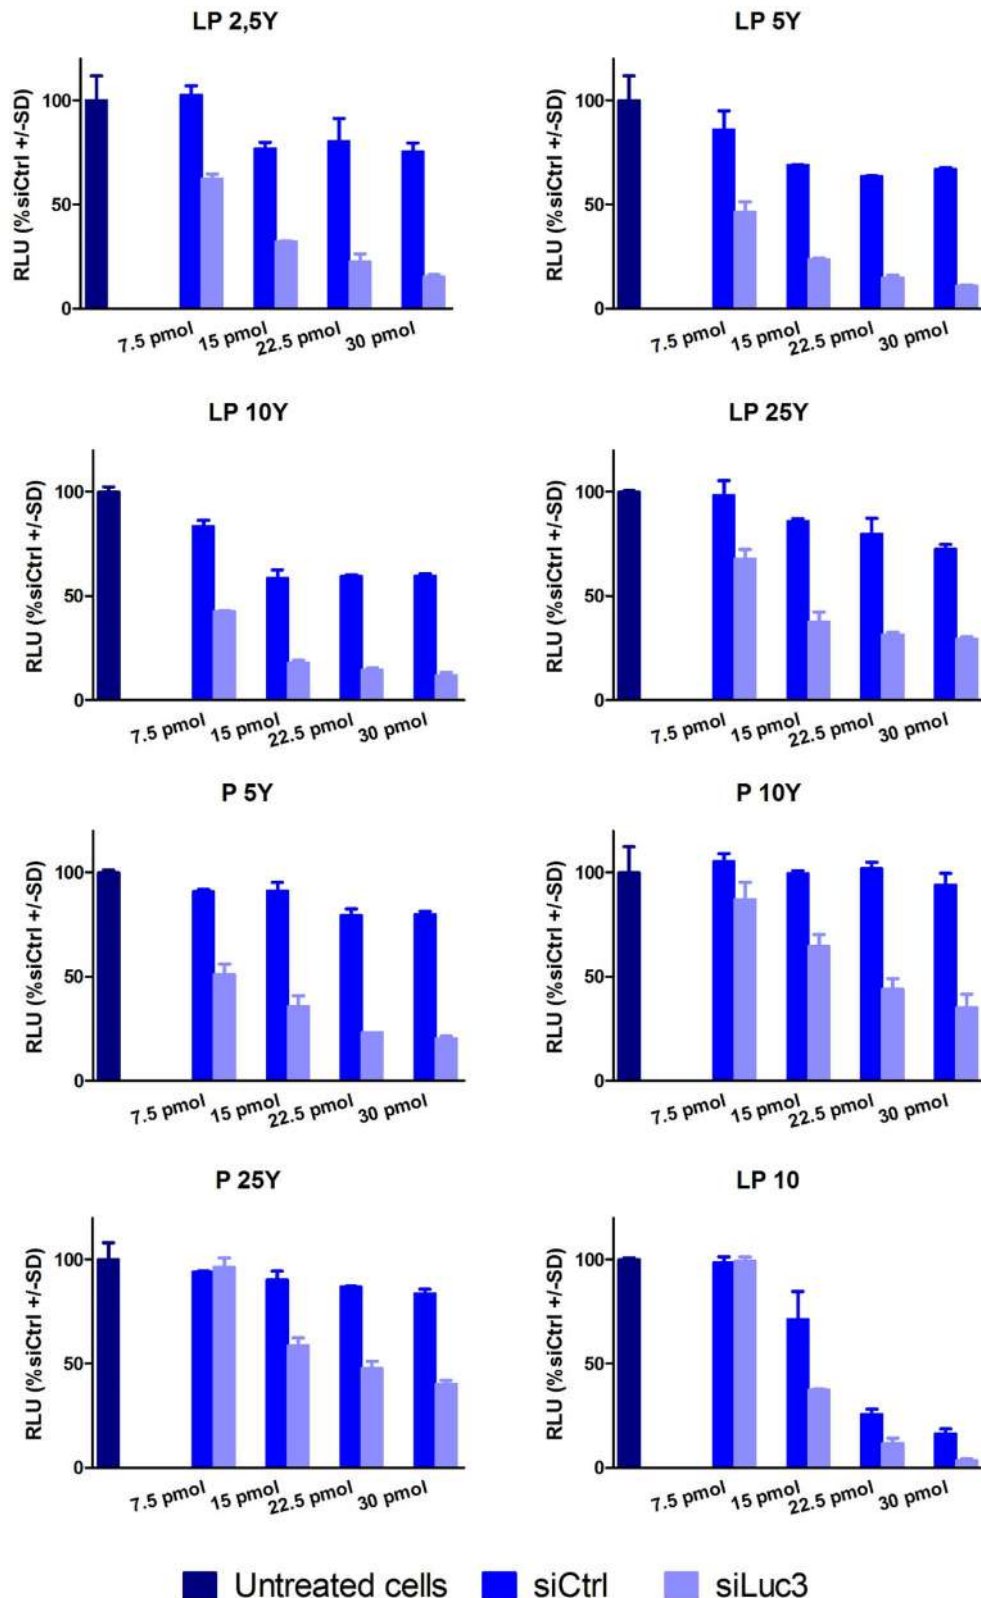 LP 2,5Y
RLU (%siCtrl +/-SD)
100
50
0
7.5 pmol
15 pmol
22.5 pmol
30 pmol
LP 5Y
RLU (%siCtrl +/-SD)
100
50
0
7.5 pmol
15 pmol
22.5 pmol
30 pmol
LP 10Y
RLU (%siCtrl +/-SD)
100
50
0
7.5 pmol
15 pmol
22.5 pmol
30 pmol
LP 25Y
RLU (%siCtrl +/-SD)
100
50
0
7.5 pmol
15 pmol
22.5 pmol
30 pmol
P 5Y
RLU (%siCtrl +/-SD)
100
50
0
7.5 pmol
15 pmol
22.5 pmol
30 pmol
P 10Y
RLU (%siCtrl +/-SD)
100
50
0
7.5 pmol
15 pmol
22.5 pmol
30 pmol
P 25Y
RLU (%siCtrl +/-SD)
100
50
0
7.5 pmol
15 pmol
22.5 pmol
30 pmol
LP 10
RLU (%siCtrl +/-SD)
100
50
0
7.5 pmol
15 pmol
22.5 pmol
30 pmol
Untreated cells siCtrl siLuc3